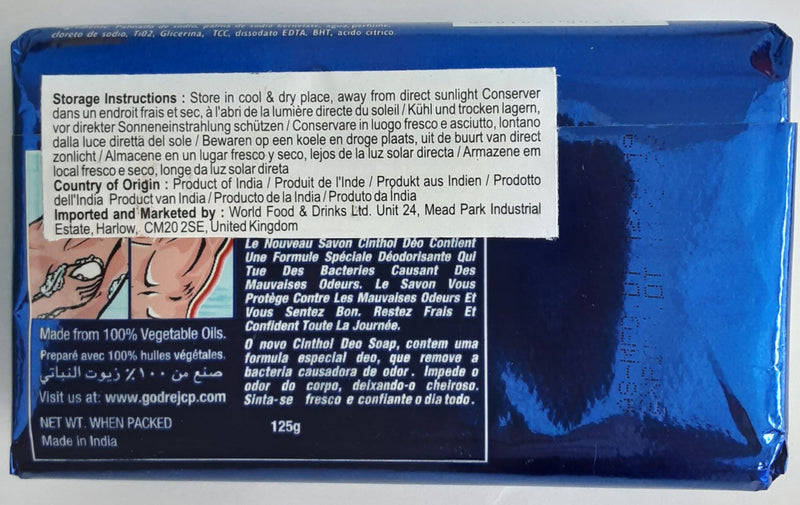 cloreto de sodio, Ti02, Glicerina, TCC, dissodato EDTA, BHT, acido citrico.
Storage Instructions : Store in cool & dry place, away from direct sunlight Conserver
dans un endroit frais et sec, à l'abri de la lumière directe du soleil / Kühl und trocken lagern,
vor direkter Sonneneinstrahlung schützen / Conservare in luogo fresco e asciutto, lontano
dalla luce diretta del sole / Bewaren op een koele en droge plaats, uit de buurt van direct
zonlicht / Almacene en un lugar fresco y seco, lejos de la luz solar directa / Armazene em
local fresco e seco, longe da luz solar direta
Country of Origin : Product of India / Produit de l'Inde / Produkt aus Indien / Prodotto
dell'India Product van India / Producto de la India / Produto da India
Imported and Marketed by : World Food & Drinks Ltd. Unit 24, Mead Park Industrial
Estate, Harlow, CM20 2SE, United Kingdom
Le Nouveau Savon Cinthol Déo Contient
Une Formule Spéciale Déodorisante Qui
Tue Des Bacteries Causant Des
Mauvaises Odeurs. Le Savon Vous
Protège Contre Les Mauvaises Odeurs Et
Vous Sentez Bon. Restez Frais Et
Confident Toute La Journée.
O novo Cinthol Deo Soap, contem uma
formula especial deo, que remove a
bacteria causadora de odor. Impede o
odor do corpo, deixando-o cheiroso.
Sinta-se fresco e confiante o dia todo.
Made from 100% Vegetable Oils.
Preparé avec 100% huiles végétales.
صنع من ١٠٠٪ زيوت النباتي
Visit us at: www.godrejcp.com
NET WT. WHEN PACKED 125g
Made in India